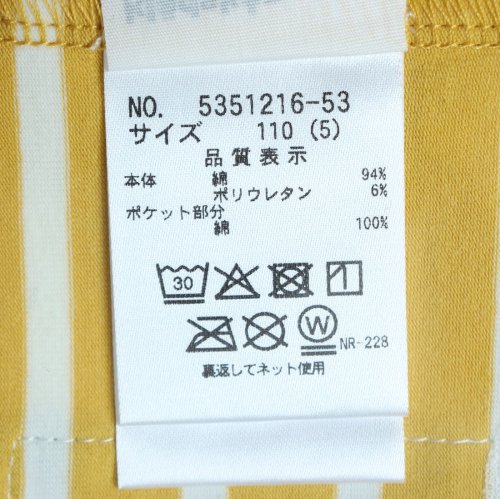 NO. 5351216-53
サイズ 110 (5)
品質表示
本体 綿 94%
ポリウレタン 6%
ポケット部分
綿 100%
30
W
NR-228
裏返してネット使用